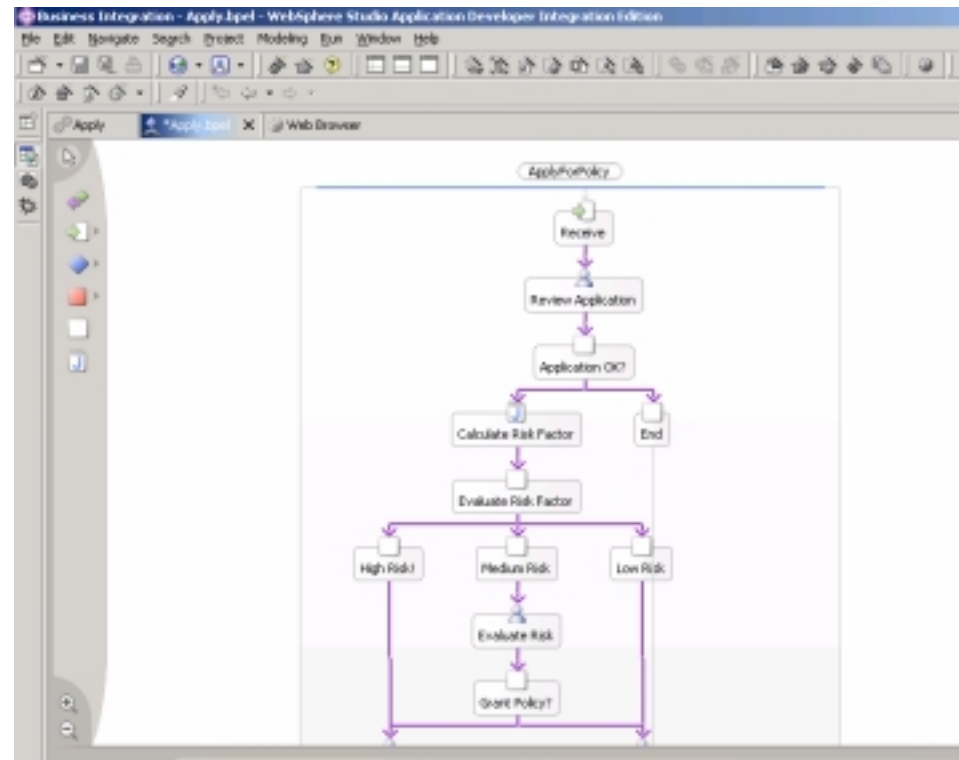 Business Integration - Apply.bpel - WebSphere Studio Application Developer Integration Edition
File Edit Navigate Search Project Modeling Run Window Help
Apply *Apply.bpel Web Browser
ApplyForPolicy
Receive
Review Application
Application OK?
Calculate Risk Factor End
Evaluate Risk Factor
High Risk! Medium Risk Low Risk
Evaluate Risk
Grant Policy?